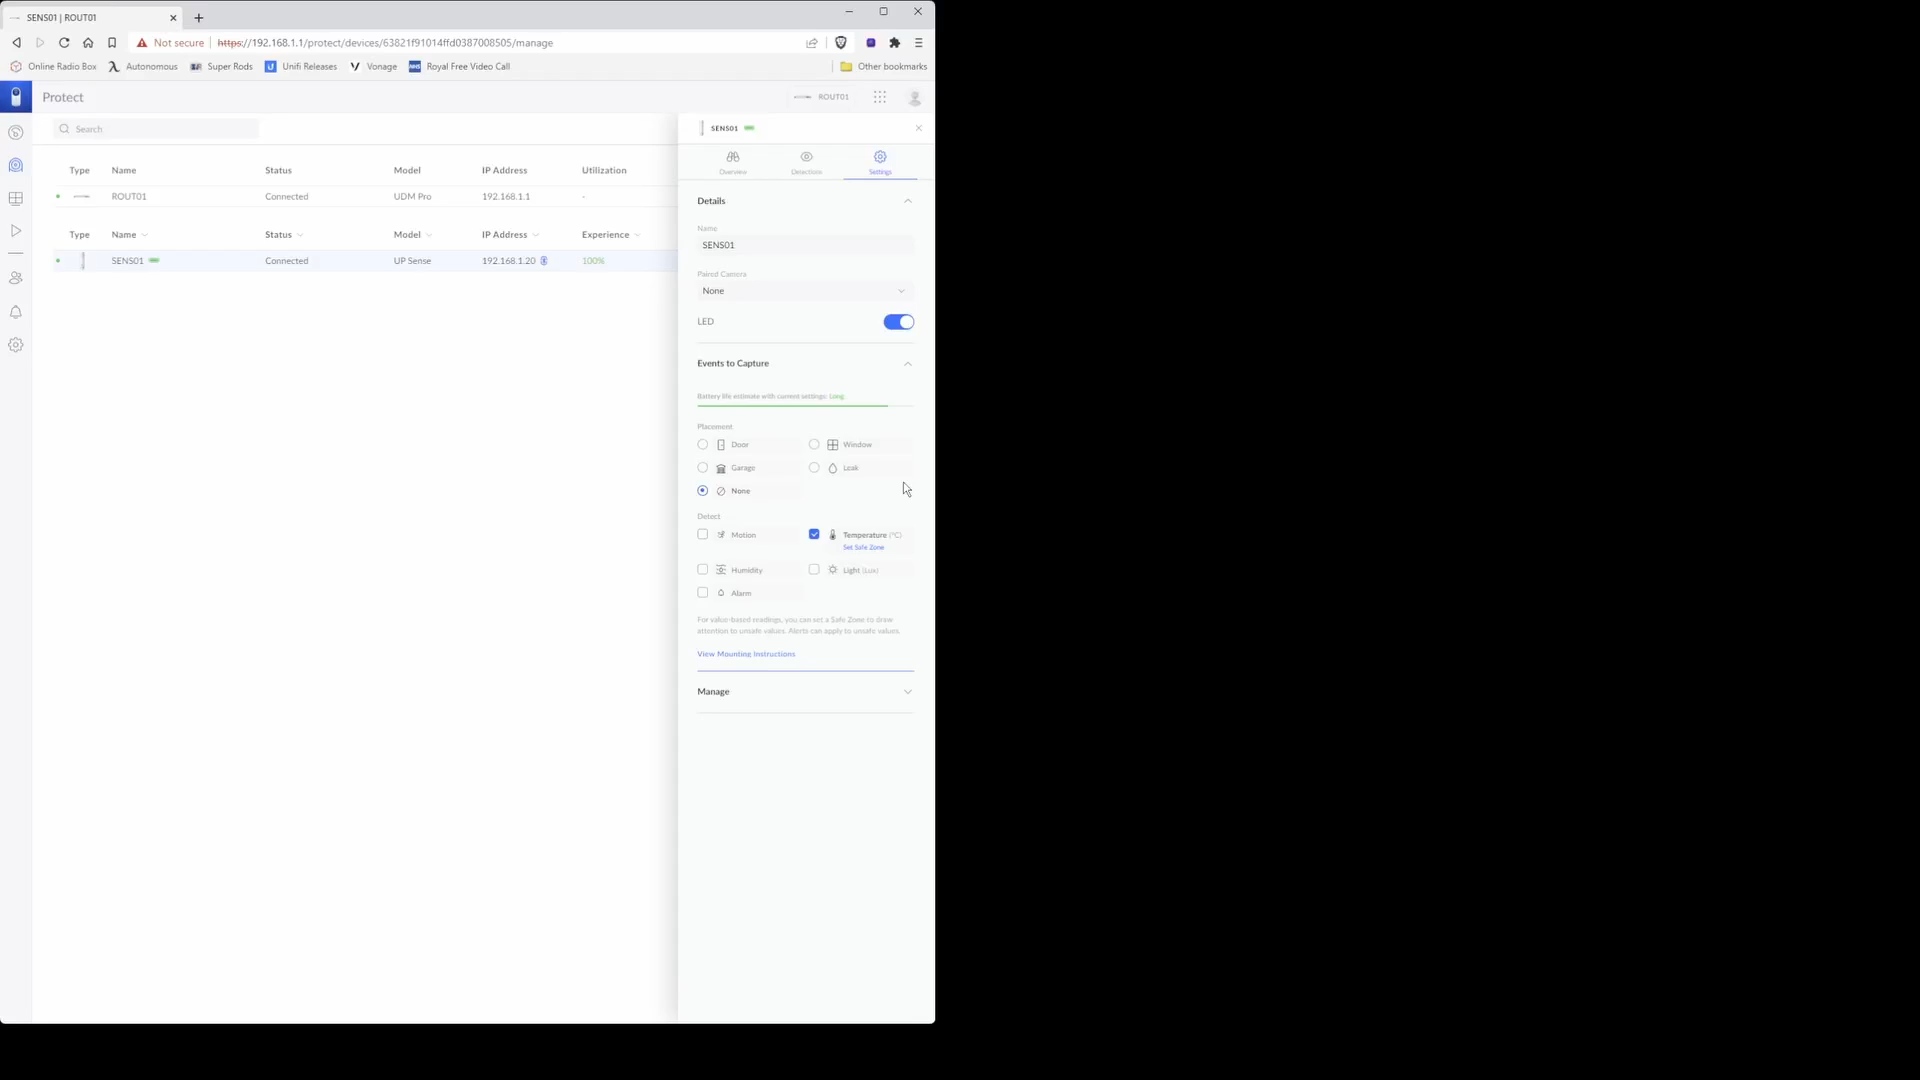 SENS01 | ROUT01
Not secure https://192.168.1.1/protect/devices/63821f91014ffd0387008505/manage
Online Radio Box Autonomous Super Rods Unifi Releases Vonage Royal Free Video Call Other bookmarks
Protect ROUT01
Search
Type Name Status Model IP Address Utilization
ROUT01 Connected UDM Pro 192.168.1.1 -
Type Name Status Model IP Address Experience
SENS01 Connected UP Sense 192.168.1.20 100%
SENS01
Overview Detections Settings
Details
Name
SENS01
Paired Camera
None
LED
Events to Capture
Battery life estimate with current settings: Long
Placement
Door Window
Garage Leak
None
Detect
Motion Temperature (°C)
Set Safe Zone
Humidity Light (Lux)
Alarm
For value-based readings, you can set a Safe Zone to draw
attention to unsafe values. Alerts can apply to unsafe values.
View Mounting Instructions
Manage